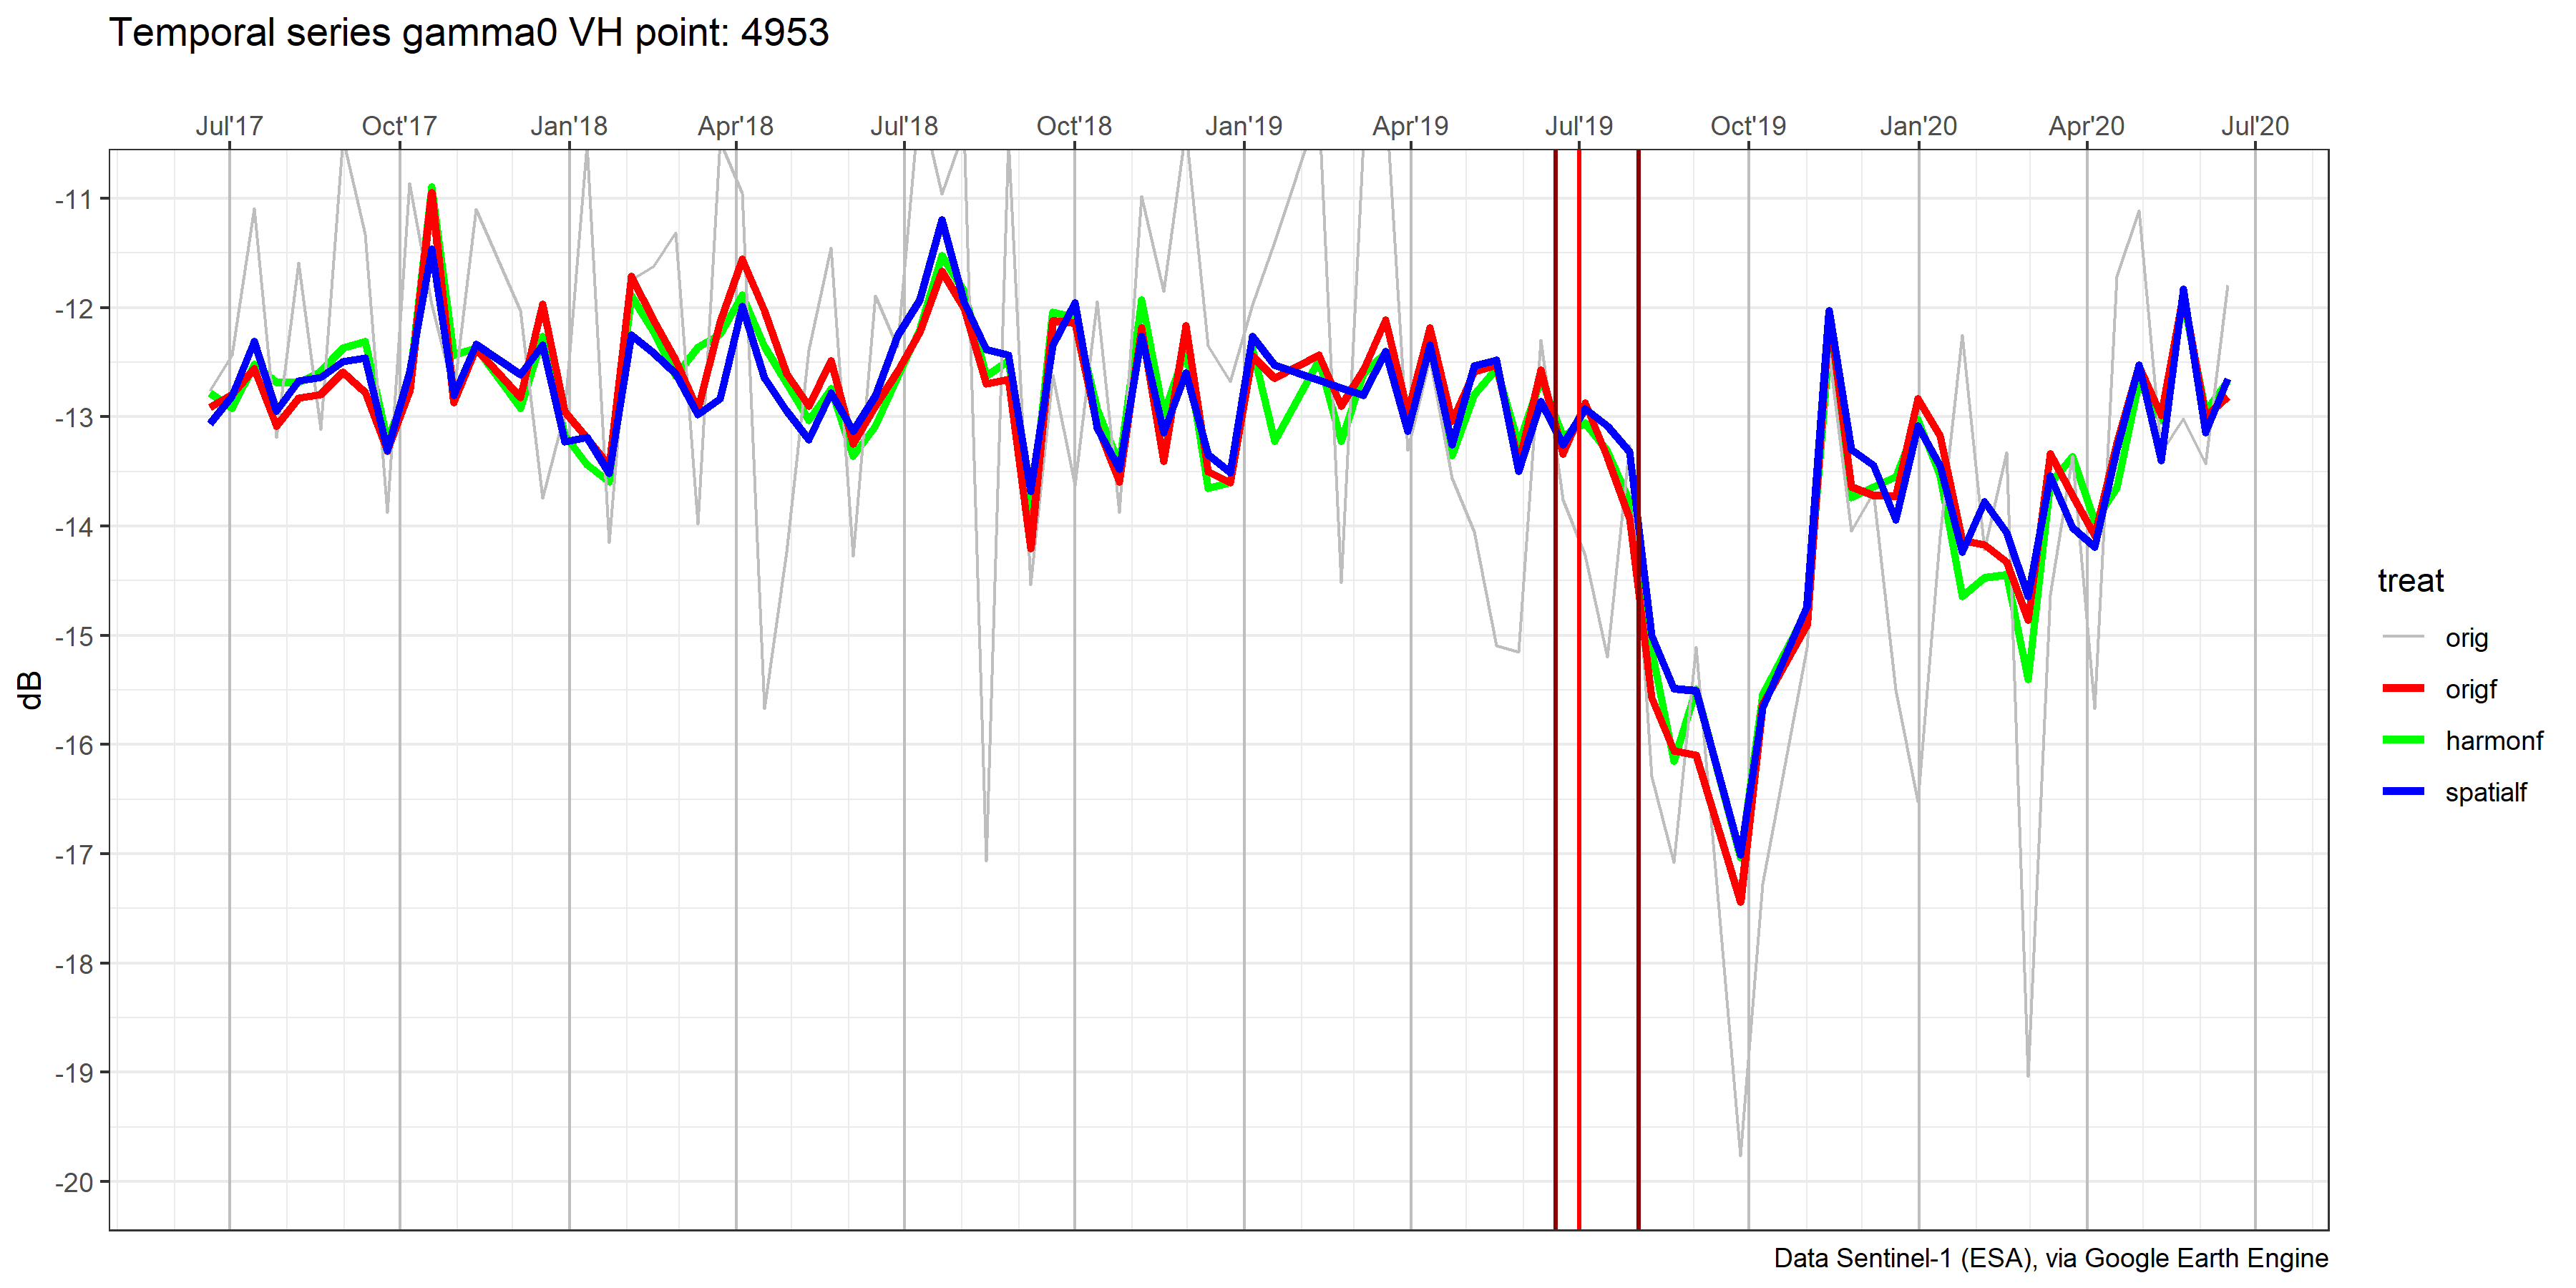 Temporal series gamma0 VH point: 4953
Jul'17 Oct'17 Jan'18 Apr'18 Jul'18 Oct'18 Jan'19 Apr'19 Jul'19 Oct'19 Jan'20 Apr'20 Jul'20
-11
-12
-13
-14
-15
-16
-17
-18
-19
-20
dB
treat
orig
origf
harmonf
spatialf
Data Sentinel-1 (ESA), via Google Earth Engine